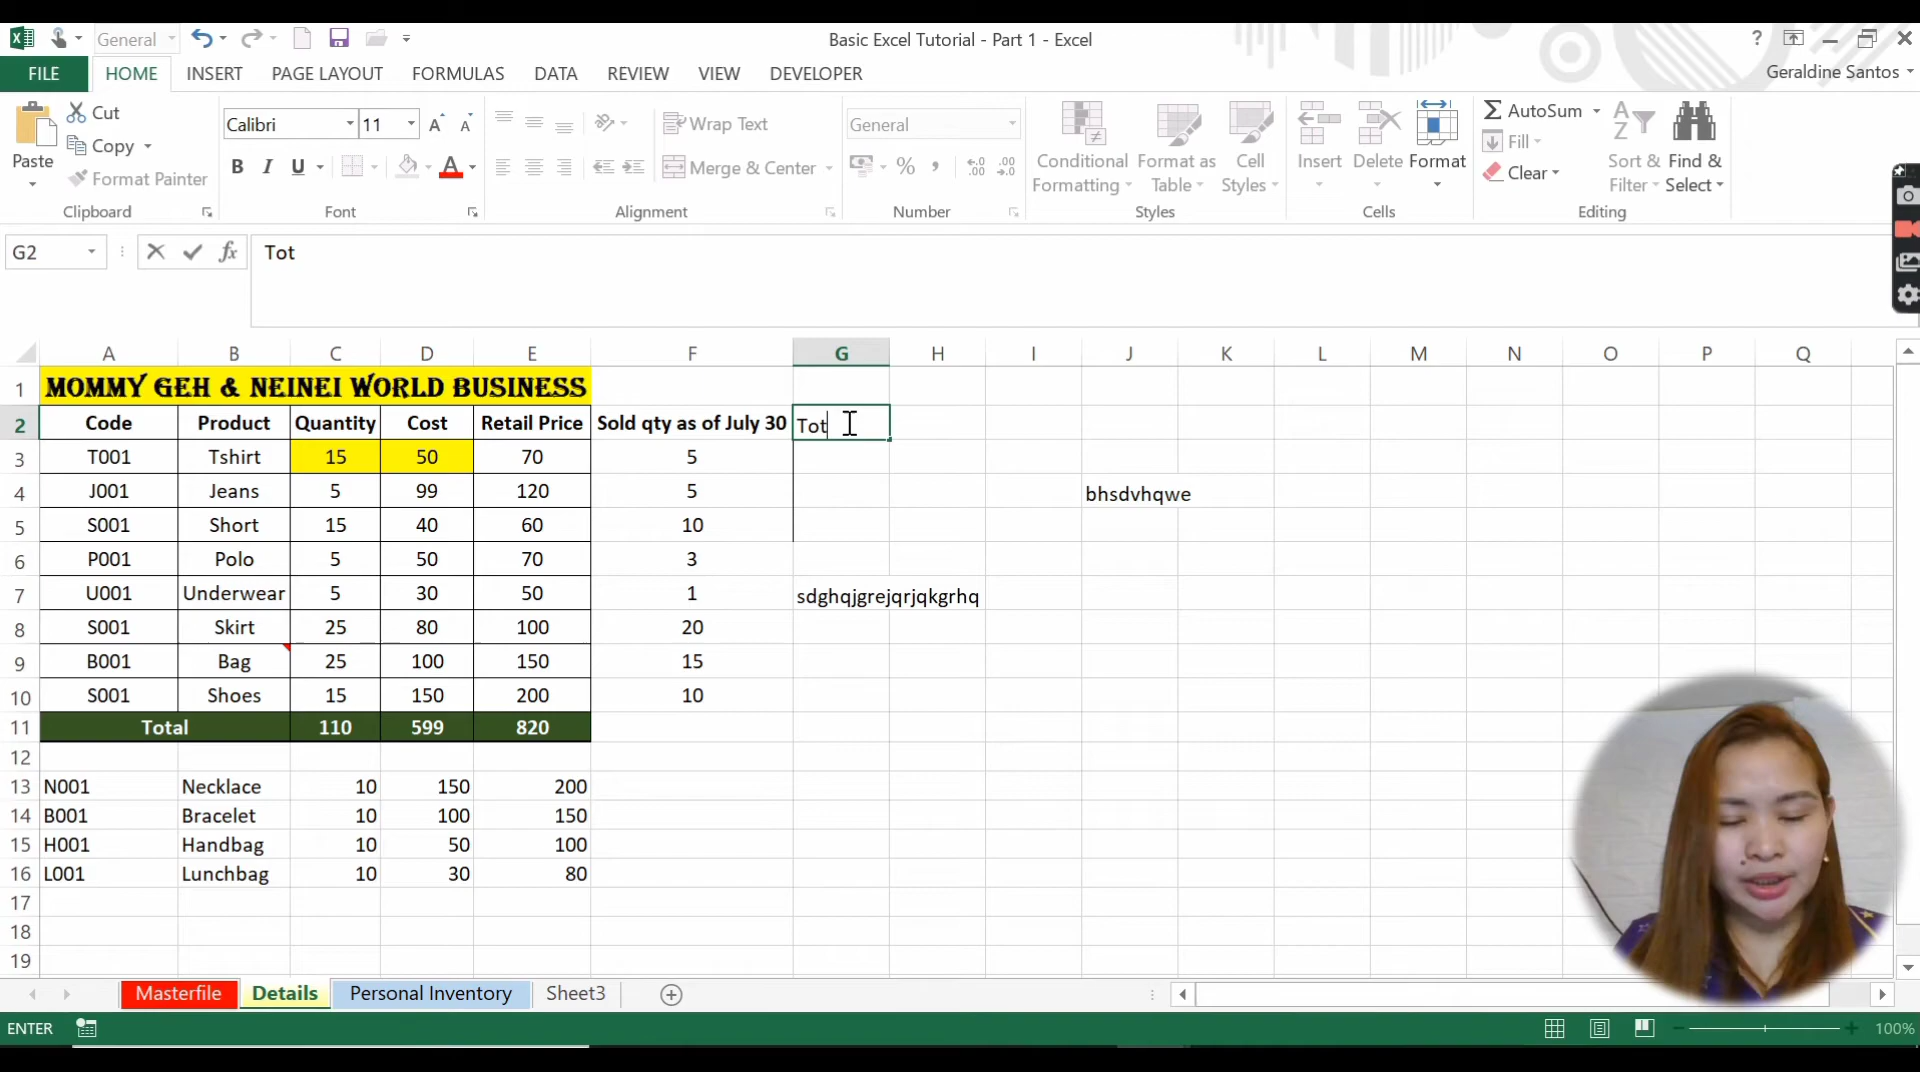 General
Basic Excel Tutorial - Part 1 - Excel
?
FILE HOME INSERT PAGE LAYOUT FORMULAS DATA REVIEW VIEW DEVELOPER
Geraldine Santos
Paste
Cut
Copy
Format Painter
Clipboard
Calibri 11
B I U
Font
Wrap Text
Merge & Center
Alignment
General
%
Number
Conditional Formatting
Format as Table
Cell Styles
Styles
Insert
Delete
Format
Cells
AutoSum
Fill
Clear
Sort & Filter
Find & Select
Editing
G2
fx
Tot
A B C D E F G H I J K L M N O P Q
1 MOMMY GEH & NEINEI WORLD BUSINESS
2 Code Product Quantity Cost Retail Price Sold qty as of July 30 Tot
3 T001 Tshirt 15 50 70 5
4 J001 Jeans 5 99 120 5 bhsdvhqwe
5 S001 Short 15 40 60 10
6 P001 Polo 5 50 70 3
7 U001 Underwear 5 30 50 1 sdghqjgrejqrjqkgrhq
8 S001 Skirt 25 80 100 20
9 B001 Bag 25 100 150 15
10 S001 Shoes 15 150 200 10
11 Total 110 599 820
12
13 N001 Necklace 10 150 200
14 B001 Bracelet 10 100 150
15 H001 Handbag 10 50 100
16 L001 Lunchbag 10 30 80
17
18
19
Masterfile Details Personal Inventory Sheet3
ENTER
100%